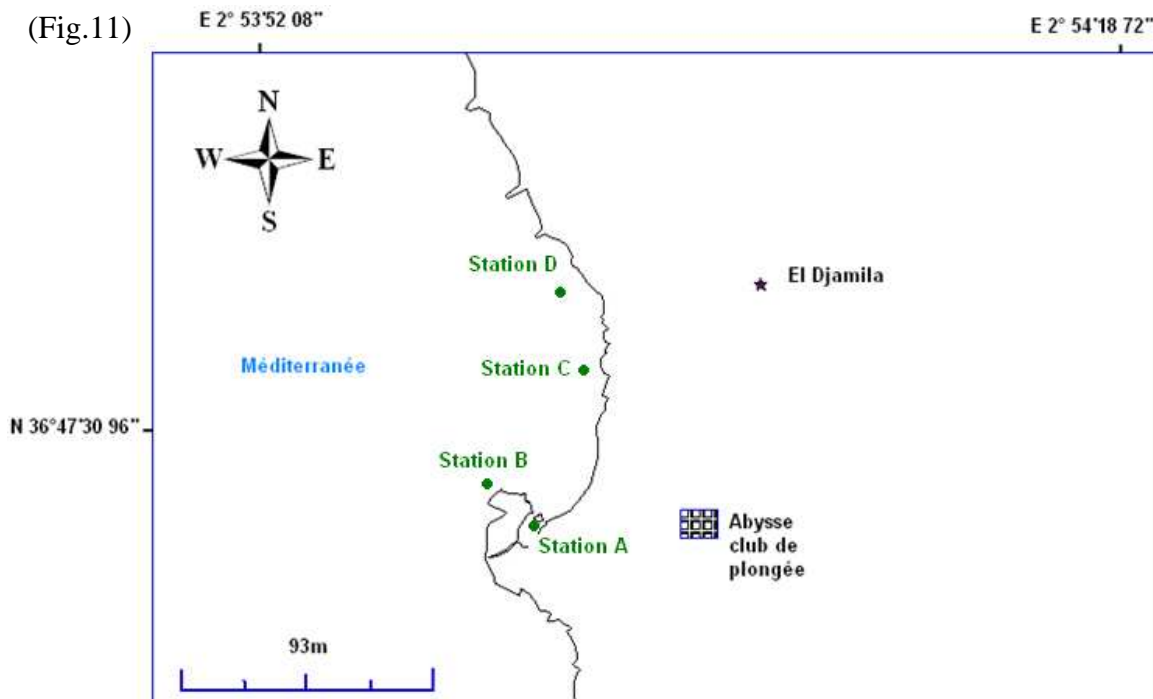 (Fig.11)
E 2° 53'52 08"
E 2° 54'18 72"
N
W
E
S
Station D
El Djamila
Méditerranée
Station C
N 36°47'30 96"
Station B
Station A
Abysse
club de
plongée
93m